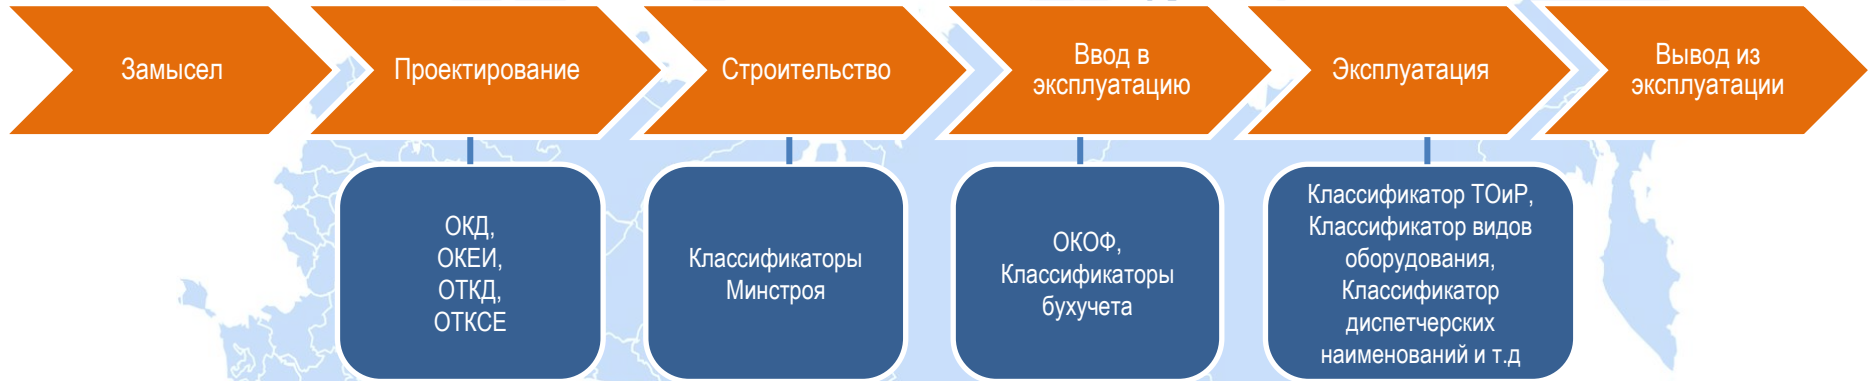 Замысел
Проектирование
Строительство
Ввод в
эксплуатацию
Эксплуатация
Вывод из
эксплуатации
ОКД,
ОКЕИ,
ОТКД,
ОТКСЕ
Классификаторы
Минстроя
ОКОФ,
Классификаторы
бухучета
Классификатор ТОиР,
Классификатор видов
оборудования,
Классификатор
диспетчерских
наименований и т.д